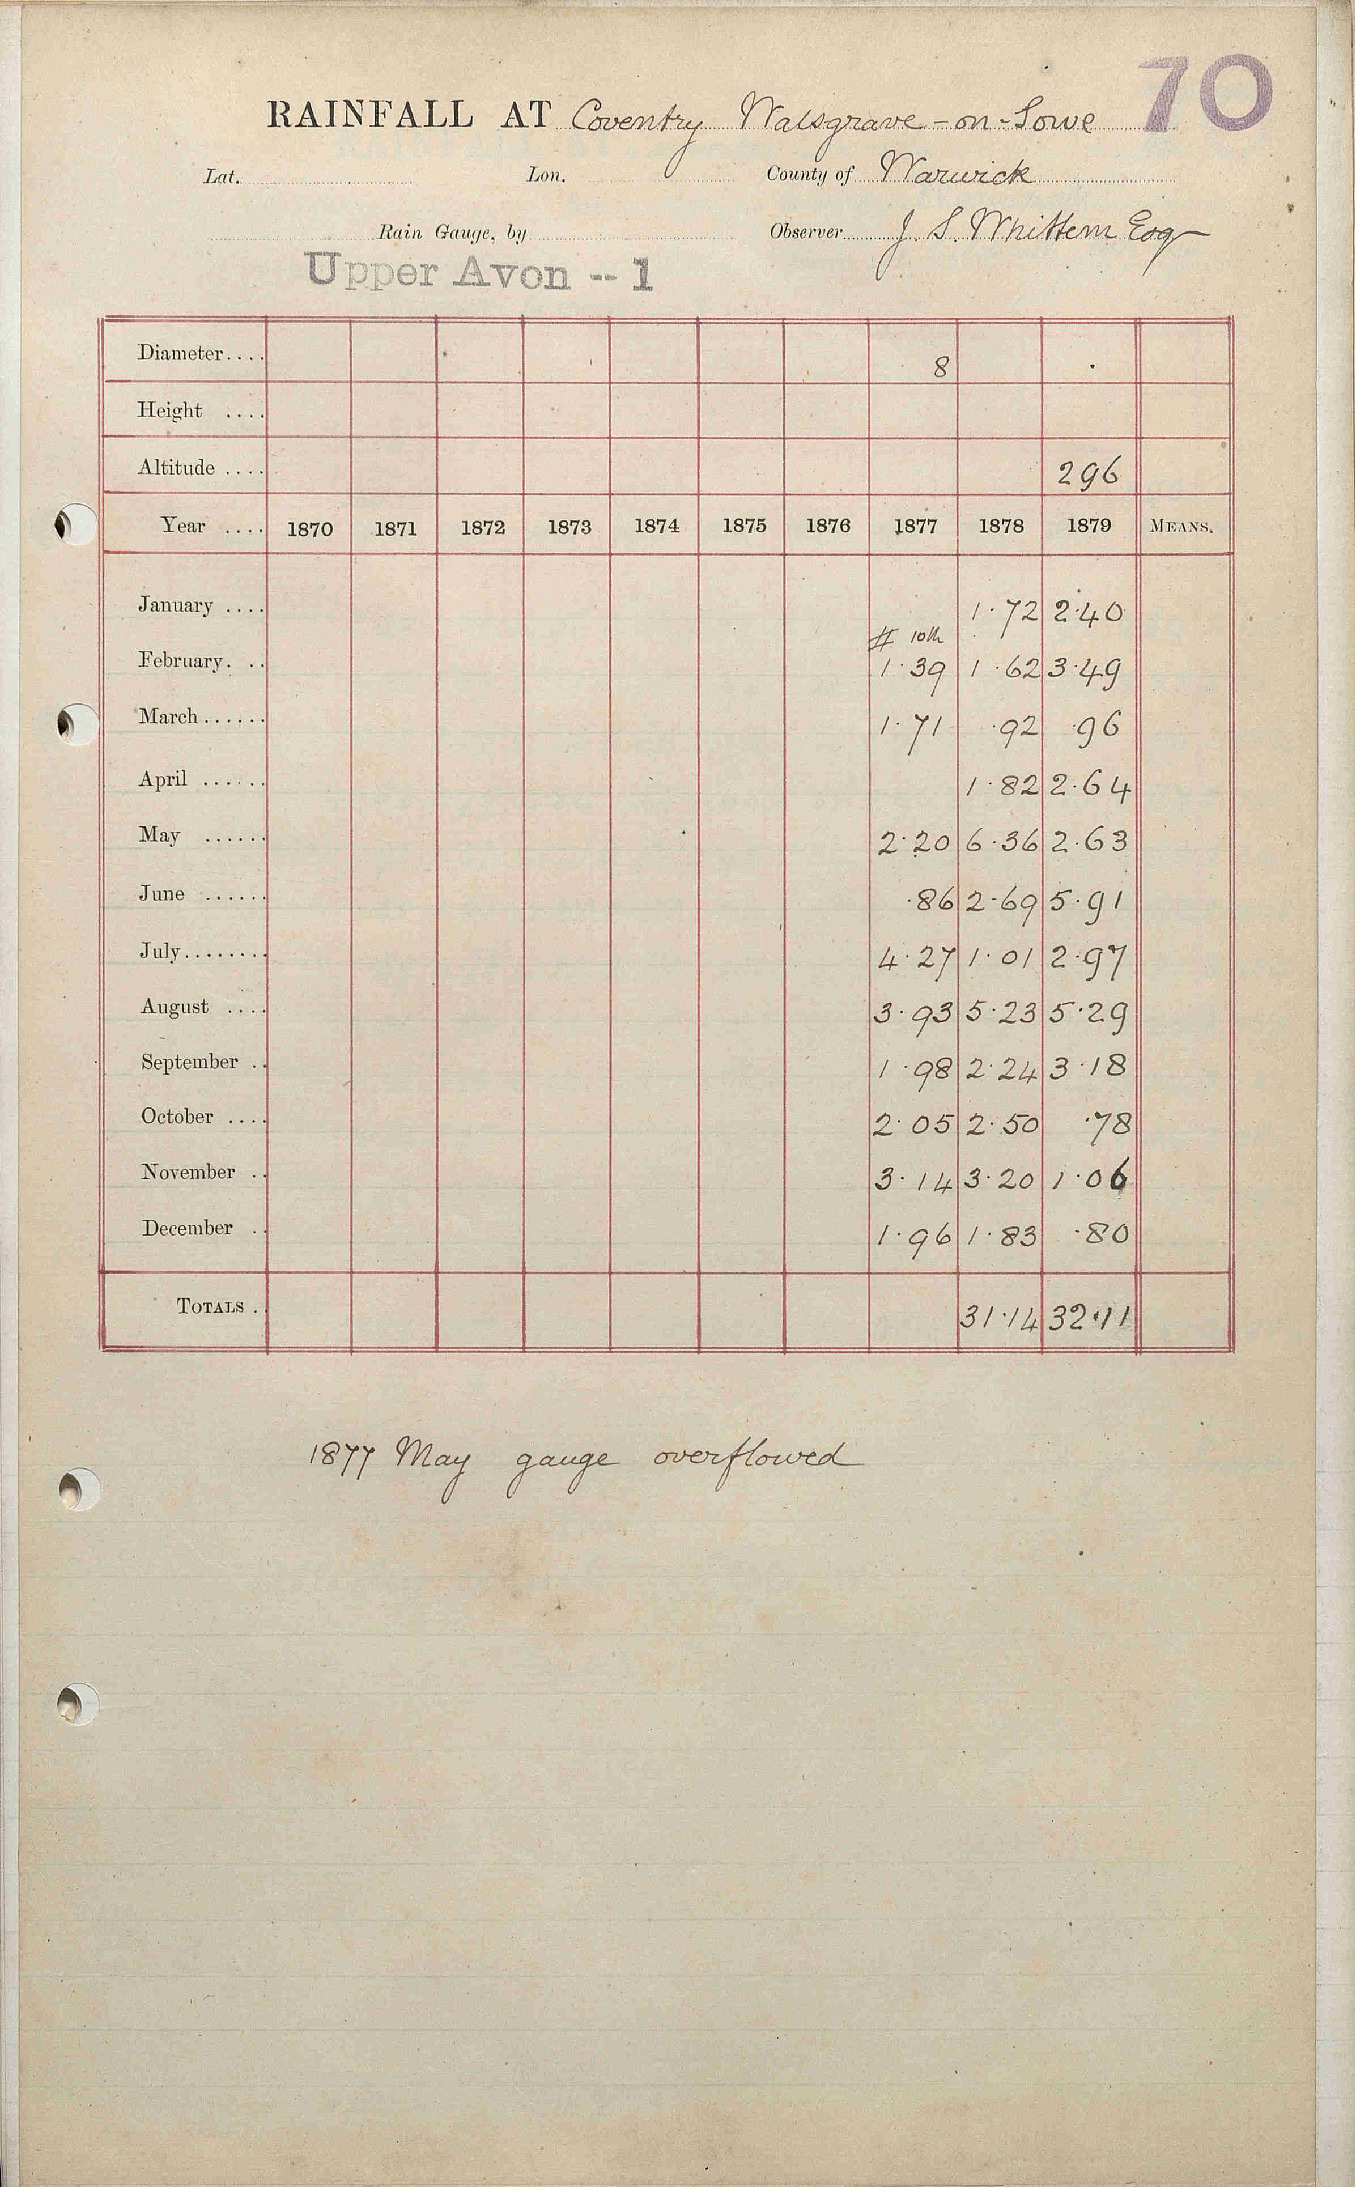 70
RAINFALL AT Coventry Walsgrave-on-Sowe
Lat. Lon. County of Warwick
Rain Gauge, by Observer J. S. Whittem Esq
Upper Avon -- 1
Diameter.... 8
Height ....
Altitude .... 296
Year .... 1870 1871 1872 1873 1874 1875 1876 1877 1878 1879 MEANS.
January .... 1.72 2.40
# 10th
February. .. 1.39 1.62 3.49
March...... 1.71 .92 .96
April ...... 1.82 2.64
May ...... 2.20 6.36 2.63
June ...... .86 2.69 5.91
July........ 4.27 1.01 2.97
August .... 3.93 5.23 5.29
September .. 1.98 2.24 3.18
October .... 2.05 2.50 .78
November .. 3.14 3.20 1.06
December .. 1.96 1.83 .80
TOTALS .. 31.14 32.11
1877 May gauge overflowed